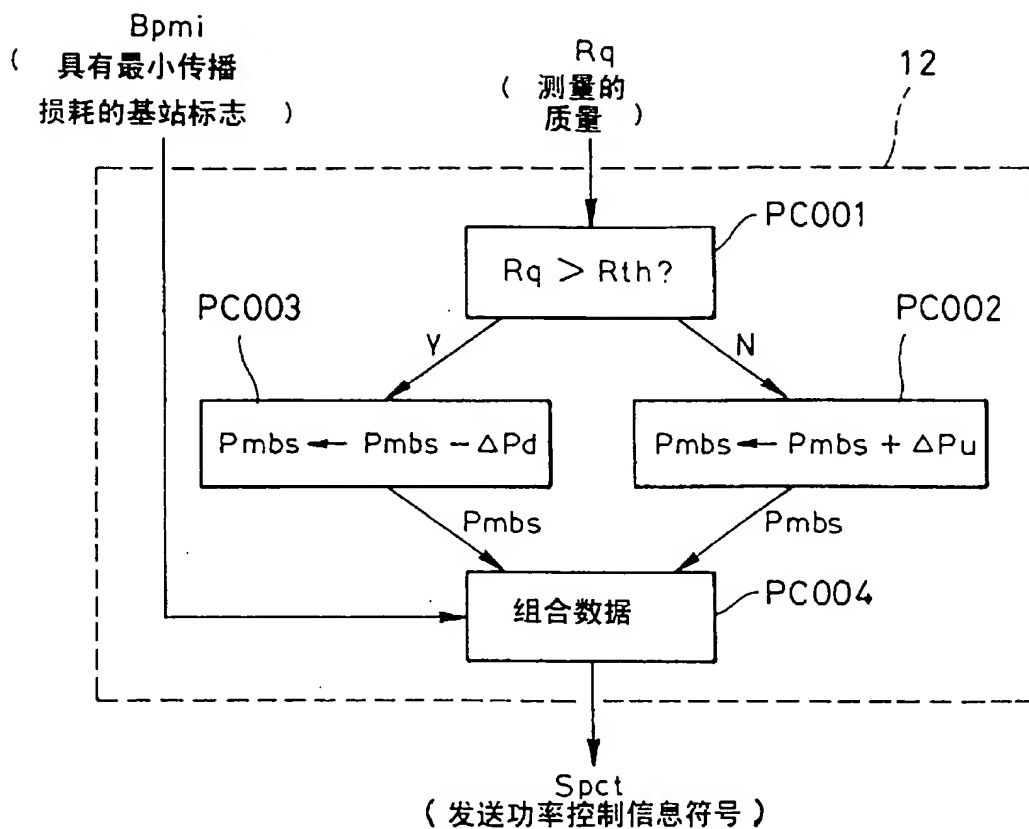 Bpmi
( 具有最小传播
损耗的基站标志 )
Rq
( 测量的
质量 )
12
PC001
Rq > Rth?
PC003
PC002
Y
N
Pmbs ← Pmbs − ΔPd
Pmbs ← Pmbs + ΔPu
Pmbs
Pmbs
PC004
组合数据
Spct
( 发送功率控制信息符号 )